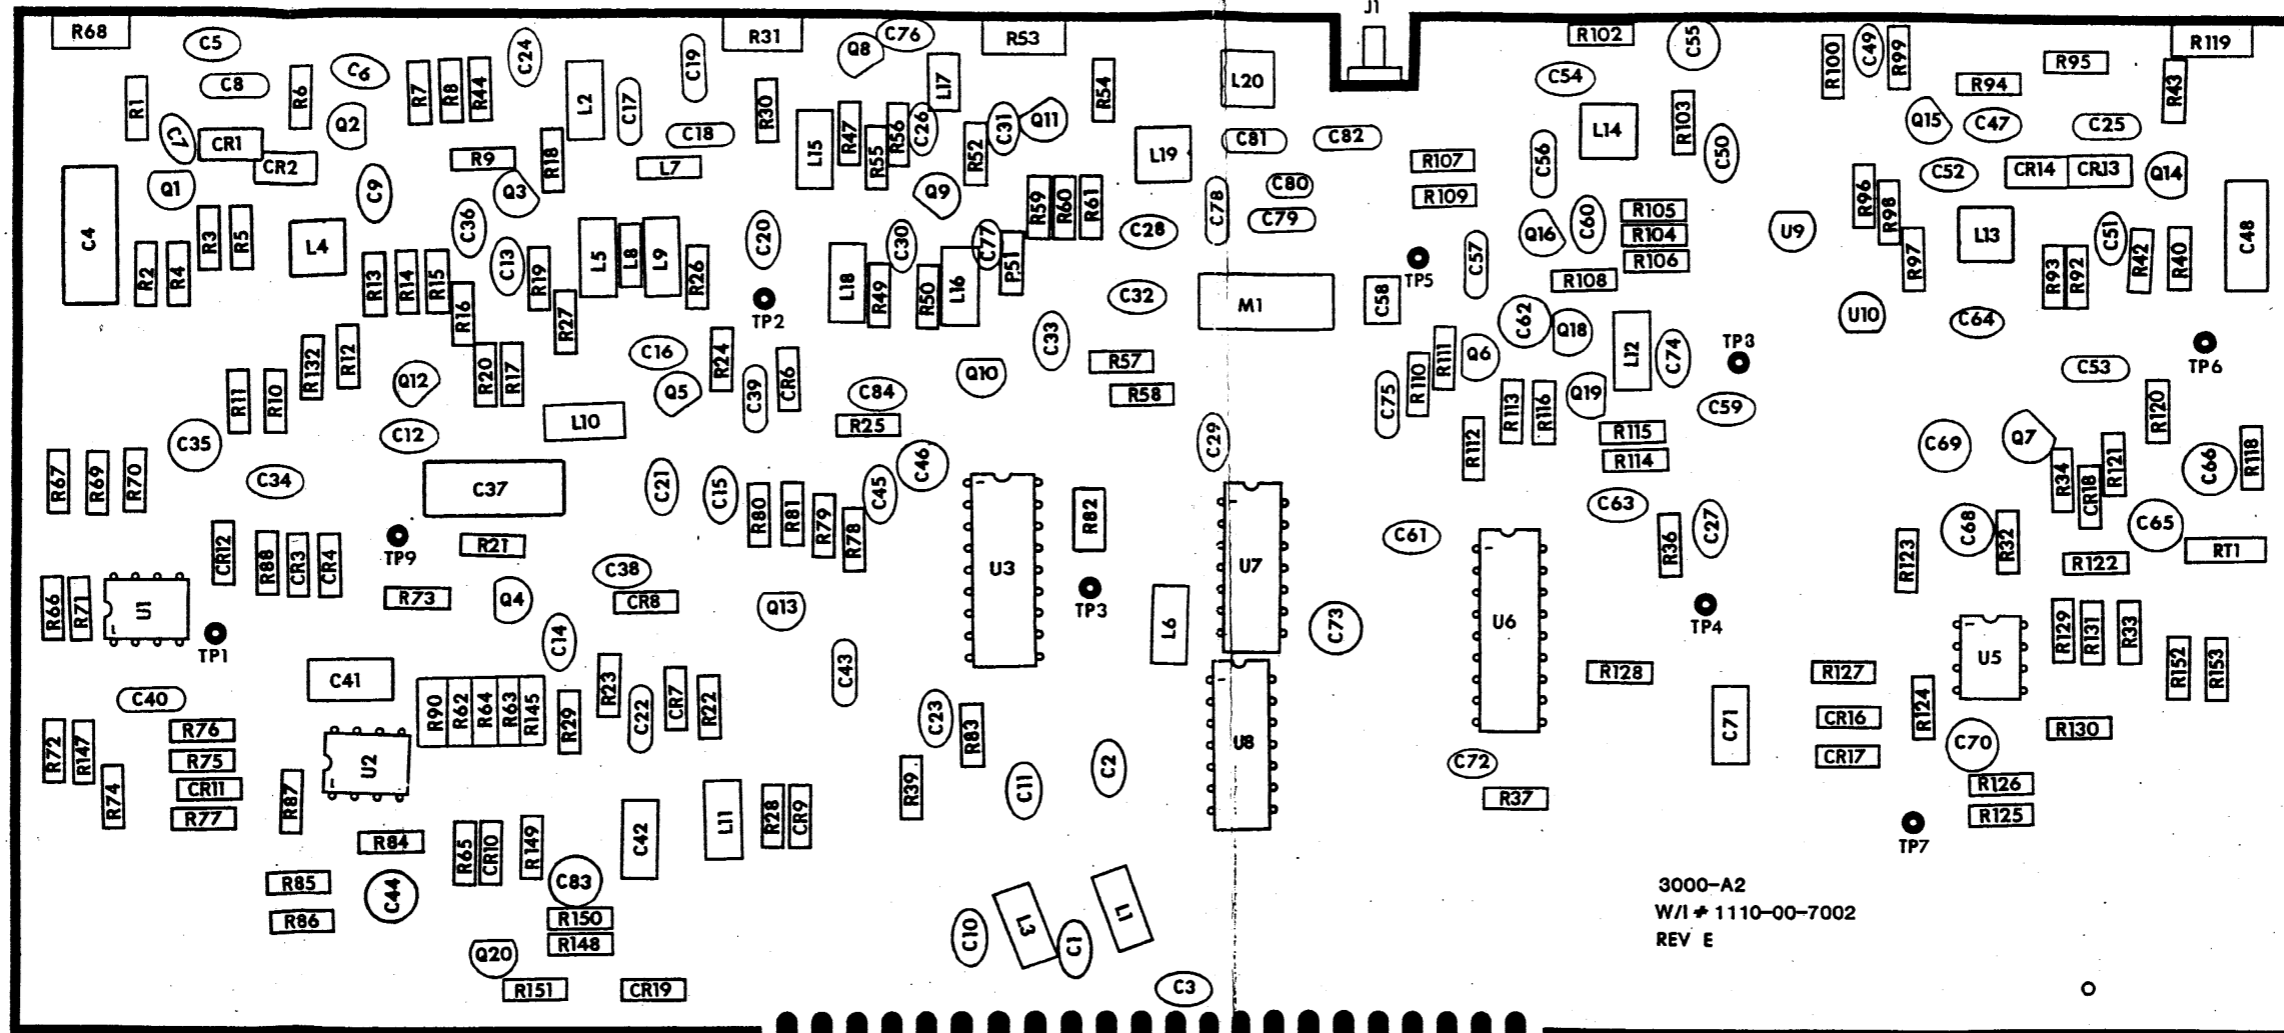 J1
R68
C5
C24
R31
Q8
C76
R53
R102
C55
R100
C49
R99
R95
R119
C8
R6
C6
R7
R8
R44
L2
C17
C19
R30
L17
R54
L20
C54
R94
R43
R1
C7
CR1
CR2
Q2
R9
R18
C18
L7
L15
R47
R55
R56
C26
R52
C31
Q11
L19
C81
C82
R107
R109
C56
L14
R103
C50
Q15
C47
C25
C52
CR14
CR13
Q14
C4
Q1
C9
Q3
Q9
R59
R60
R61
C78
C80
C79
C28
R96
R98
C48
R3
R5
L4
C36
C13
R19
L5
L8
L9
R26
C20
C30
C77
P51
Q16
C60
R105
R104
R106
R108
U9
R97
L13
C51
R42
R40
R93
R92
R2
R4
R13
R14
R15
R16
R27
TP2
L18
R49
R50
L16
C32
M1
C58
TP5
C57
U10
C64
R132
R12
R20
R17
C16
R24
C33
R57
C62
Q18
L12
C74
TP3
TP6
R11
R10
Q12
Q5
C39
CR6
C84
Q10
R58
C75
R110
R111
Q6
R113
R116
Q19
C59
C53
R120
C35
C12
L10
R25
C29
R112
R115
R114
C69
Q7
R34
CR18
R121
C66
R118
R67
R69
R70
C34
C37
C21
C15
R80
R81
R79
R78
C45
C46
R82
C63
C27
CR12
R88
CR3
CR4
TP9
R21
C38
CR8
Q13
U3
TP3
U7
C61
R36
R123
C68
R32
C65
R122
RT1
R66
R71
U1
TP1
R73
Q4
C14
L6
C73
U6
TP4
U5
R129
R131
R33
R152
R153
C41
R23
C22
CR7
R22
C43
R128
R127
R124
C40
R90
R62
R64
R63
R145
R29
C23
R83
C71
CR16
CR17
C70
R130
R72
R147
R76
R75
CR11
R77
R74
R87
U2
U8
C72
R37
R126
R125
R39
C11
C2
R84
R65
CR10
R149
C42
L11
R28
CR9
TP7
R85
R86
C44
C83
R150
R148
Q20
R151
CR19
C10
L3
C1
L1
C3
3000-A2
W/I # 1110-00-7002
REV E